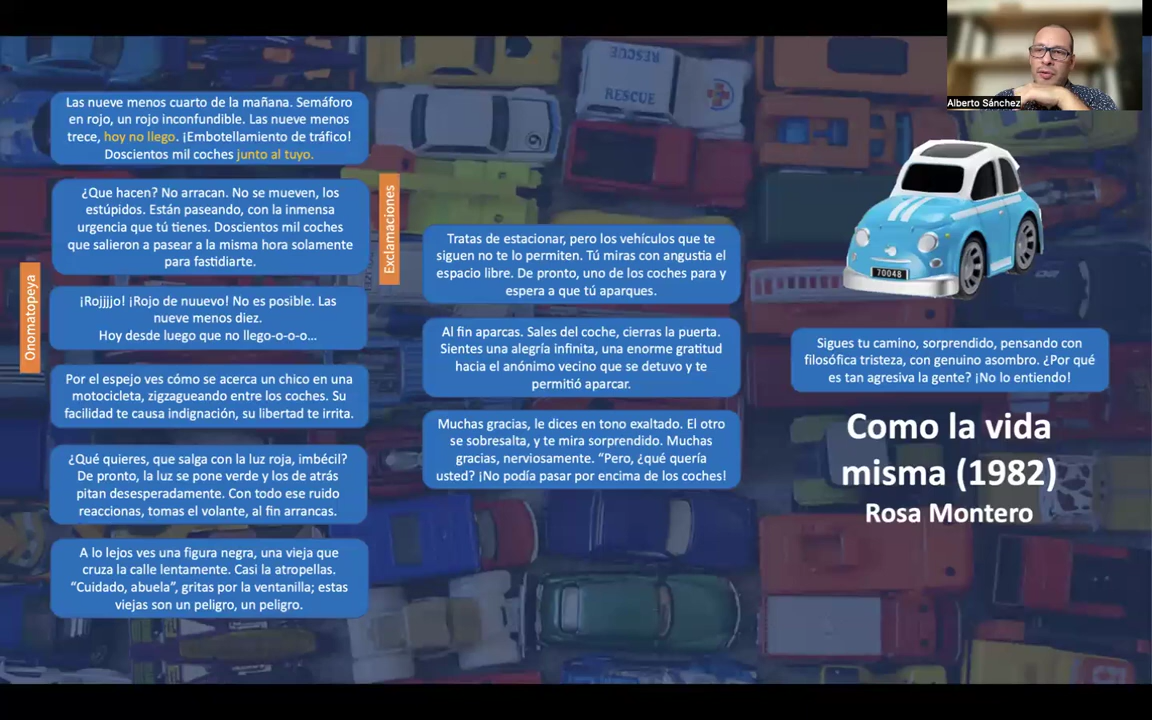 Las nueve menos cuarto de la mañana. Semáforo
en rojo, un rojo inconfundible. Las nueve menos
trece, hoy no llego. ¡Embotellamiento de tráfico!
Doscientos mil coches junto al tuyo.
¿Que hacen? No arracan. No se mueven, los
estúpidos. Están paseando, con la inmensa
urgencia que tú tienes. Doscientos mil coches
que salieron a pasear a la misma hora solamente
para fastidiarte.
Exclamaciones
Onomatopeya
¡Rojjjjo! ¡Rojo de nuuevo! No es posible. Las
nueve menos diez.
Hoy desde luego que no llego-o-o-o...
Por el espejo ves cómo se acerca un chico en una
motocicleta, zigzagueando entre los coches. Su
facilidad te causa indignación, su libertad te irrita.
¿Qué quieres, que salga con la luz roja, imbécil?
De pronto, la luz se pone verde y los de atrás
pitan desesperadamente. Con todo ese ruido
reaccionas, tomas el volante, al fin arrancas.
A lo lejos ves una figura negra, una vieja que
cruza la calle lentamente. Casi la atropellas.
“Cuidado, abuela”, gritas por la ventanilla; estas
viejas son un peligro, un peligro.
Tratas de estacionar, pero los vehículos que te
siguen no te lo permiten. Tú miras con angustia el
espacio libre. De pronto, uno de los coches para y
espera a que tú aparques.
Al fin aparcas. Sales del coche, cierras la puerta.
Sientes una alegría infinita, una enorme gratitud
hacia el anónimo vecino que se detuvo y te
permitió aparcar.
Muchas gracias, le dices en tono exaltado. El otro
se sobresalta, y te mira sorprendido. Muchas
gracias, nerviosamente. “Pero, ¿qué quería
usted? ¡No podía pasar por encima de los coches!
Alberto Sánchez
RESCUE
RESCUE
70048
Sigues tu camino, sorprendido, pensando con
filosófica tristeza, con genuino asombro. ¿Por qué
es tan agresiva la gente? ¡No lo entiendo!
Como la vida
misma (1982)
Rosa Montero